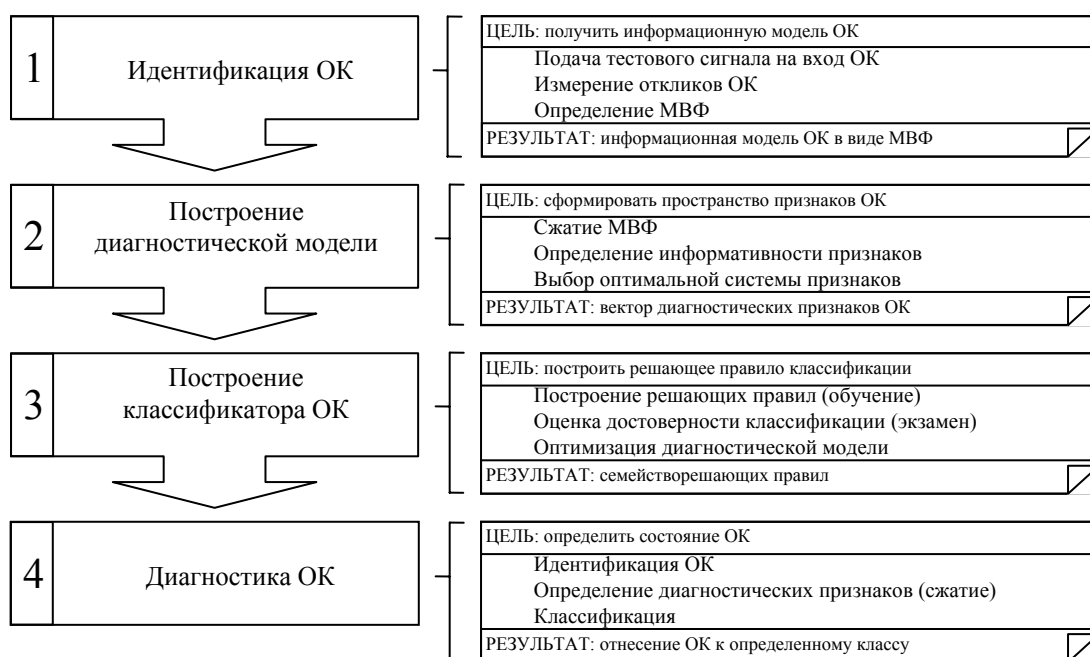 1
Идентификация ОК
ЦЕЛЬ: получить информационную модель ОК
Подача тестового сигнала на вход ОК
Измерение откликов ОК
Определение МВФ
РЕЗУЛЬТАТ: информационная модель ОК в виде МВФ
2
Построение
диагностической модели
ЦЕЛЬ: сформировать пространство признаков ОК
Сжатие МВФ
Определение информативности признаков
Выбор оптимальной системы признаков
РЕЗУЛЬТАТ: вектор диагностических признаков ОК
3
Построение
классификатора ОК
ЦЕЛЬ: построить решающее правило классификации
Построение решающих правил (обучение)
Оценка достоверности классификации (экзамен)
Оптимизация диагностической модели
РЕЗУЛЬТАТ: семействорешающих правил
4
Диагностика ОК
ЦЕЛЬ: определить состояние ОК
Идентификация ОК
Определение диагностических признаков (сжатие)
Классификация
РЕЗУЛЬТАТ: отнесение ОК к определенному классу